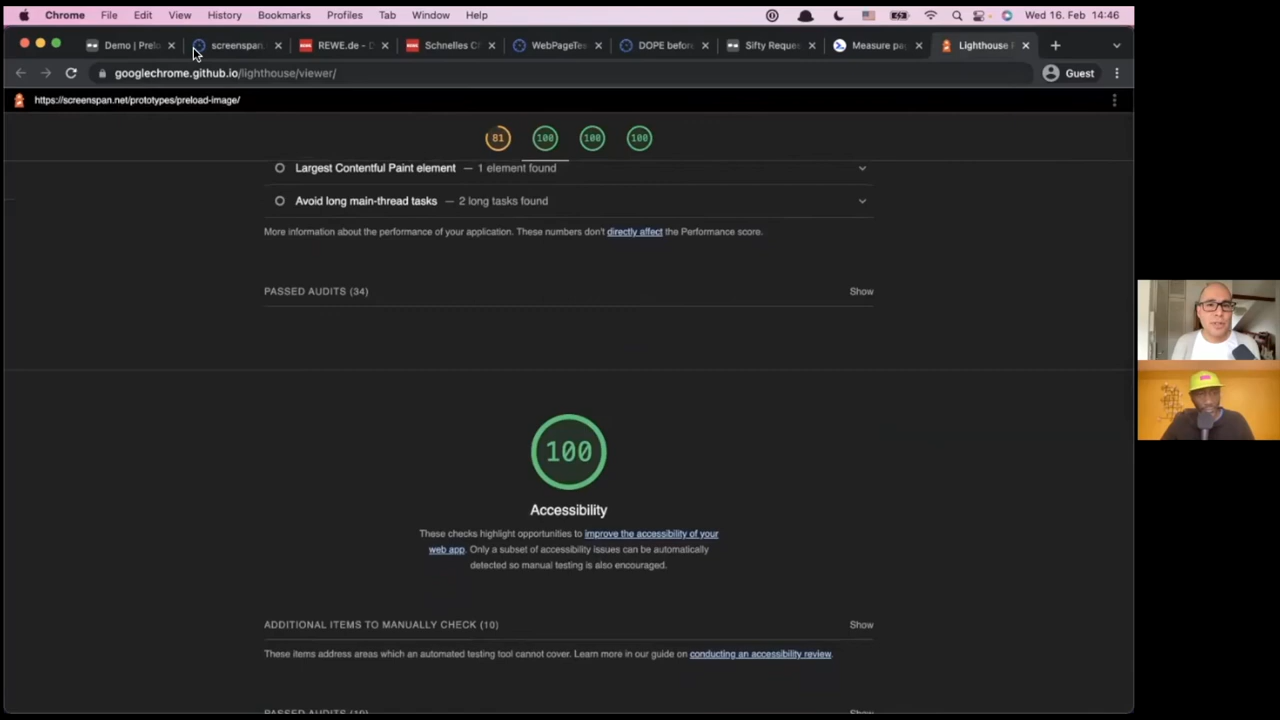 Chrome File Edit View History Bookmarks Profiles Tab Window Help Wed 16. Feb 14:46
Demo | Prelo screenspan. REWE.de - D Schnelles C WebPageTes DOPE befor Sifty Reques Measure pa Lighthouse R
googlechrome.github.io/lighthouse/viewer/ Guest
https://screenspan.net/prototypes/preload-image/
81 100 100 100
Largest Contentful Paint element — 1 element found
Avoid long main-thread tasks — 2 long tasks found
More information about the performance of your application. These numbers don't directly affect the Performance score.
PASSED AUDITS (34) Show
100
Accessibility
These checks highlight opportunities to improve the accessibility of your
web app. Only a subset of accessibility issues can be automatically
detected so manual testing is also encouraged.
ADDITIONAL ITEMS TO MANUALLY CHECK (10) Show
These items address areas which an automated testing tool cannot cover. Learn more in our guide on conducting an accessibility review.
PASSED AUDITS Show